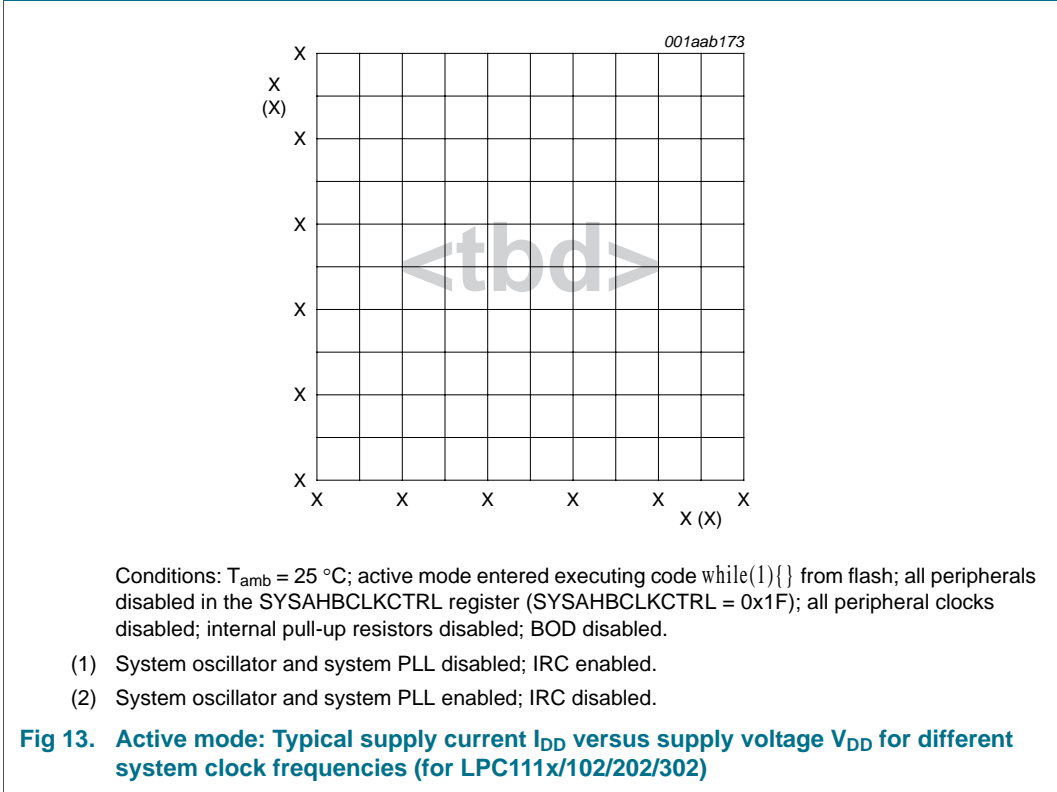 001aab173
X
X
(X)
X
X
<tbd>
X
X
X
X X X X X X
X (X)
Conditions: Tamb = 25 °C; active mode entered executing code while(1){} from flash; all peripherals
disabled in the SYSAHBCLKCTRL register (SYSAHBCLKCTRL = 0x1F); all peripheral clocks
disabled; internal pull-up resistors disabled; BOD disabled.
(1) System oscillator and system PLL disabled; IRC enabled.
(2) System oscillator and system PLL enabled; IRC disabled.
Fig 13. Active mode: Typical supply current IDD versus supply voltage VDD for different
system clock frequencies (for LPC111x/102/202/302)